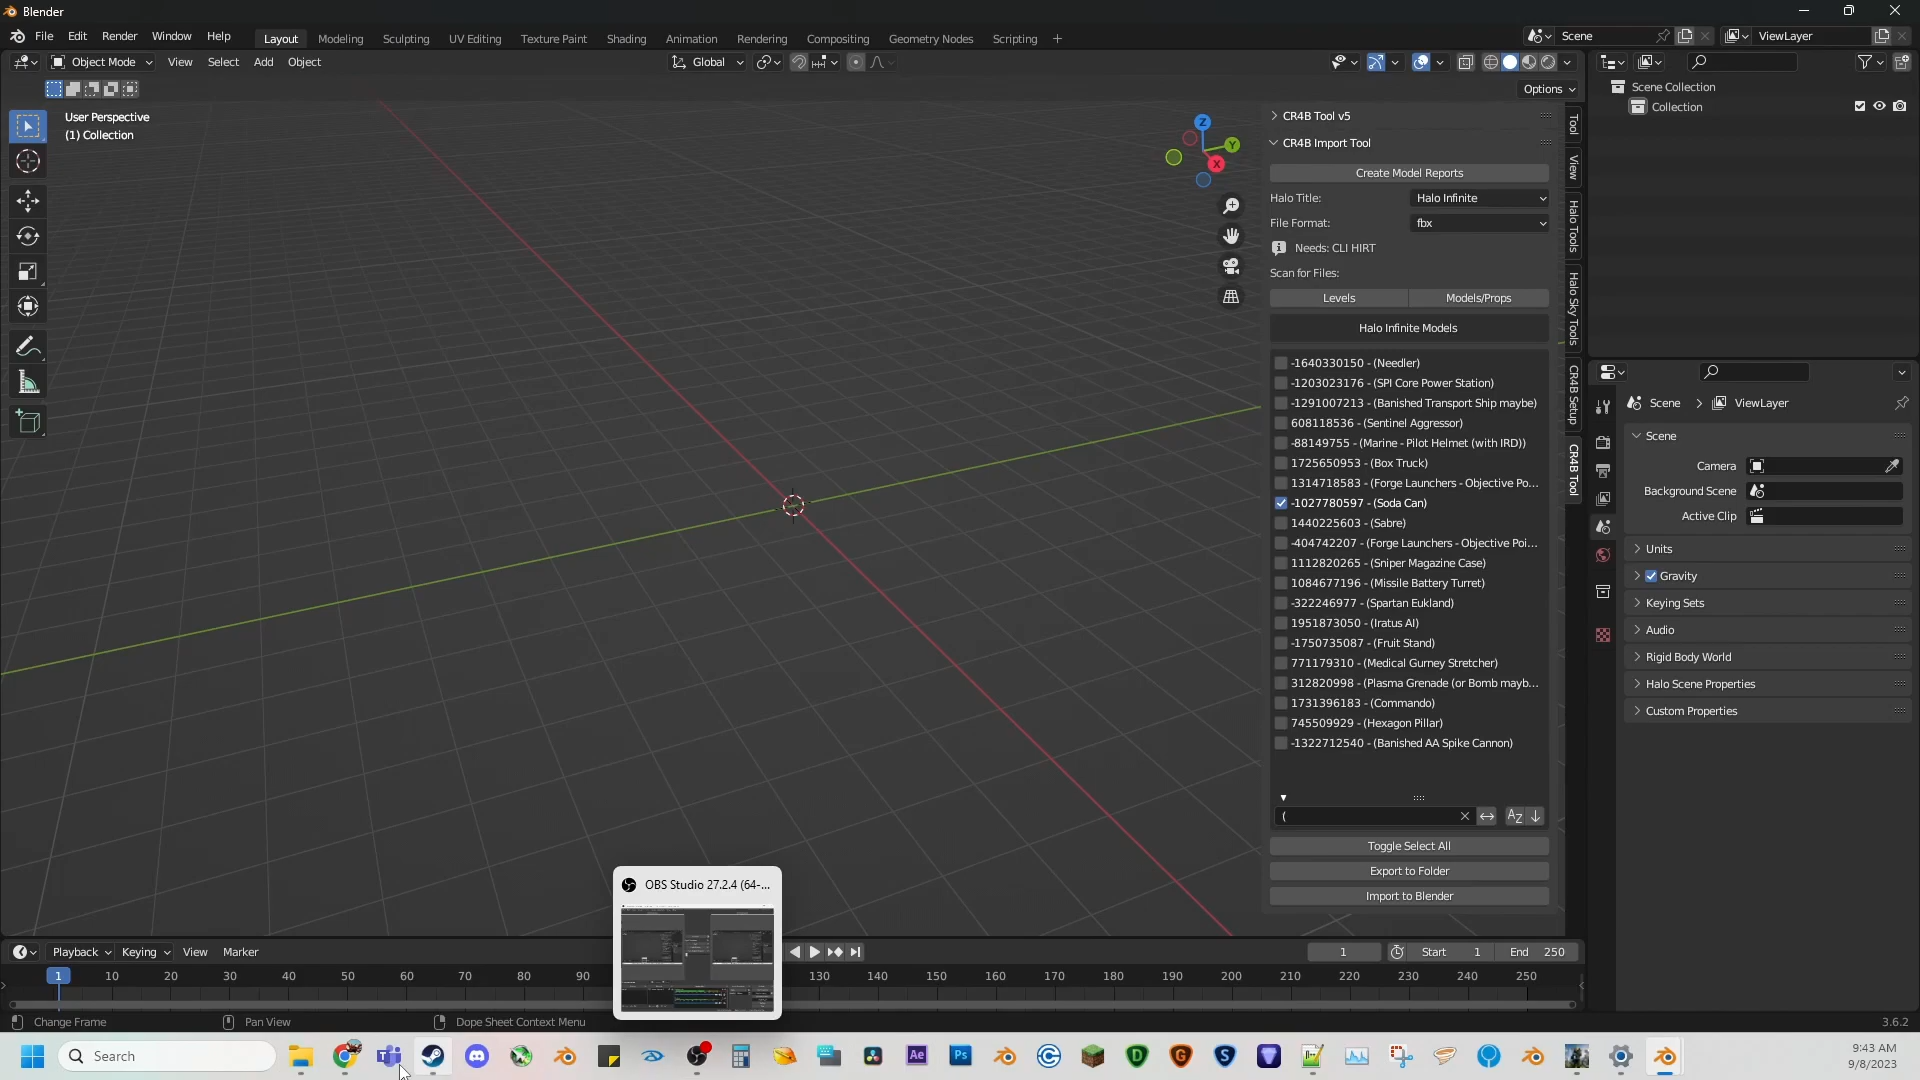 Blender
File Edit Render Window Help Layout Modeling Sculpting UV Editing Texture Paint Shading Animation Rendering Compositing Geometry Nodes Scripting + Scene ViewLayer
Object Mode View Select Add Object Global
Options
User Perspective
(1) Collection
Z
Y
X
CR4B Tool v5
CR4B Import Tool
Create Model Reports
Halo Title: Halo Infinite
File Format: fbx
Needs: CLI HIRT
Scan for Files:
Levels Models/Props
Halo Infinite Models
-1640330150 - (Needler)
-1203023176 - (SPI Core Power Station)
-1291007213 - (Banished Transport Ship maybe)
608118536 - (Sentinel Aggressor)
-88149755 - (Marine - Pilot Helmet (with IRD))
1725650953 - (Box Truck)
1314718583 - (Forge Launchers - Objective Po...
-1027780597 - (Soda Can)
1440225603 - (Sabre)
-404742207 - (Forge Launchers - Objective Poi...
1112820265 - (Sniper Magazine Case)
1084677196 - (Missile Battery Turret)
-322246977 - (Spartan Eukland)
1951873050 - (Iratus AI)
-1750735087 - (Fruit Stand)
771179310 - (Medical Gurney Stretcher)
312820998 - (Plasma Grenade (or Bomb mayb...
1731396183 - (Commando)
745509929 - (Hexagon Pillar)
-1322712540 - (Banished AA Spike Cannon)
(
Toggle Select All
Export to Folder
Import to Blender
Tool
View
Halo Tools
Halo Sky Tools
CR4B Setup
CR4B Tool
Scene Collection
Collection
Scene > ViewLayer
Scene
Camera
Background Scene
Active Clip
Units
Gravity
Keying Sets
Audio
Rigid Body World
Halo Scene Properties
Custom Properties
OBS Studio 27.2.4 (64-...
Playback Keying View Marker 1 Start 1 End 250
1 10 20 30 40 50 60 70 80 90 130 140 150 160 170 180 190 200 210 220 230 240 250
Change Frame Pan View Dope Sheet Context Menu 3.6.2
Search
Ae
Ps
9:43 AM
9/8/2023